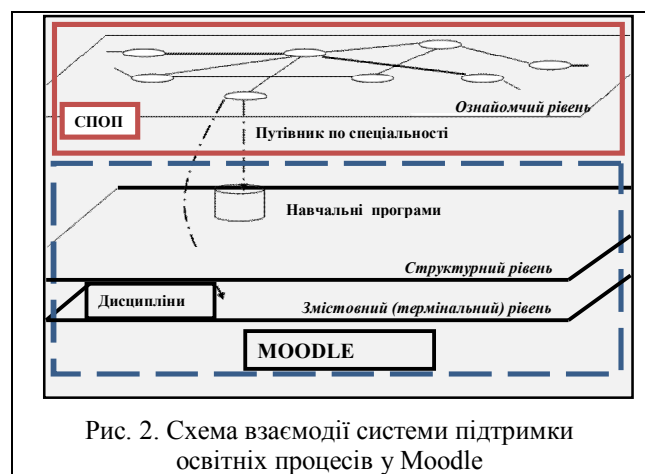 Ознайомчий рівень
СПОП
Путівник по спеціальності
Навчальні програми
Структурний рівень
Дисципліни
Змістовний (термінальний) рівень
MOODLE
Рис. 2. Схема взаємодії системи підтримки
освітніх процесів у Moodle